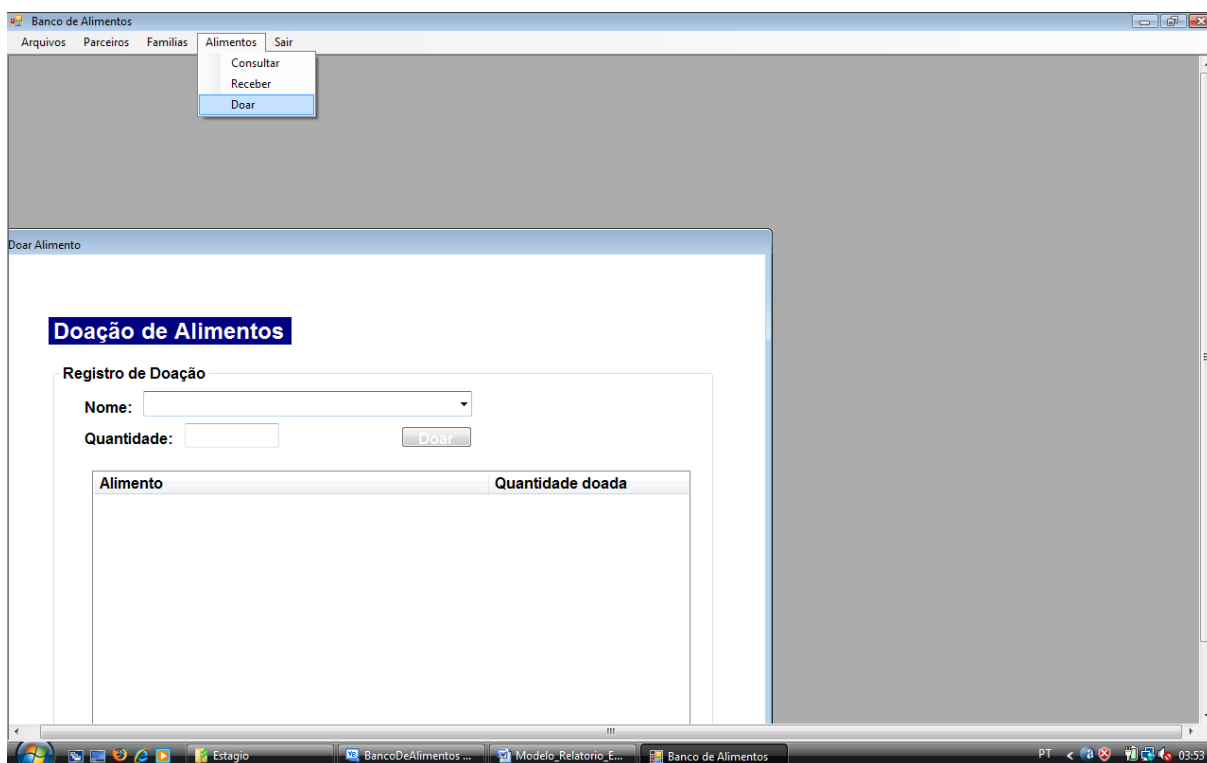 Banco de Alimentos
Arquivos Parceiros Familias Alimentos Sair
Consultar
Receber
Doar
Doar Alimento
Doação de Alimentos
Registro de Doação
Nome:
Quantidade: Doar
Alimento Quantidade doada
Estagio BancoDeAlimentos ... Modelo_Relatorio_E... Banco de Alimentos PT 03:53